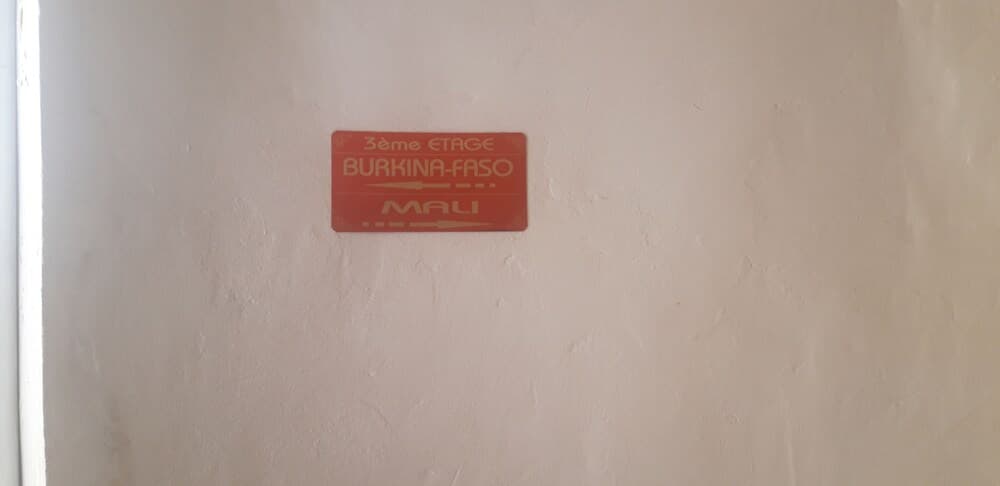 3ème ETAGE
BURKINA-FASO
MALI